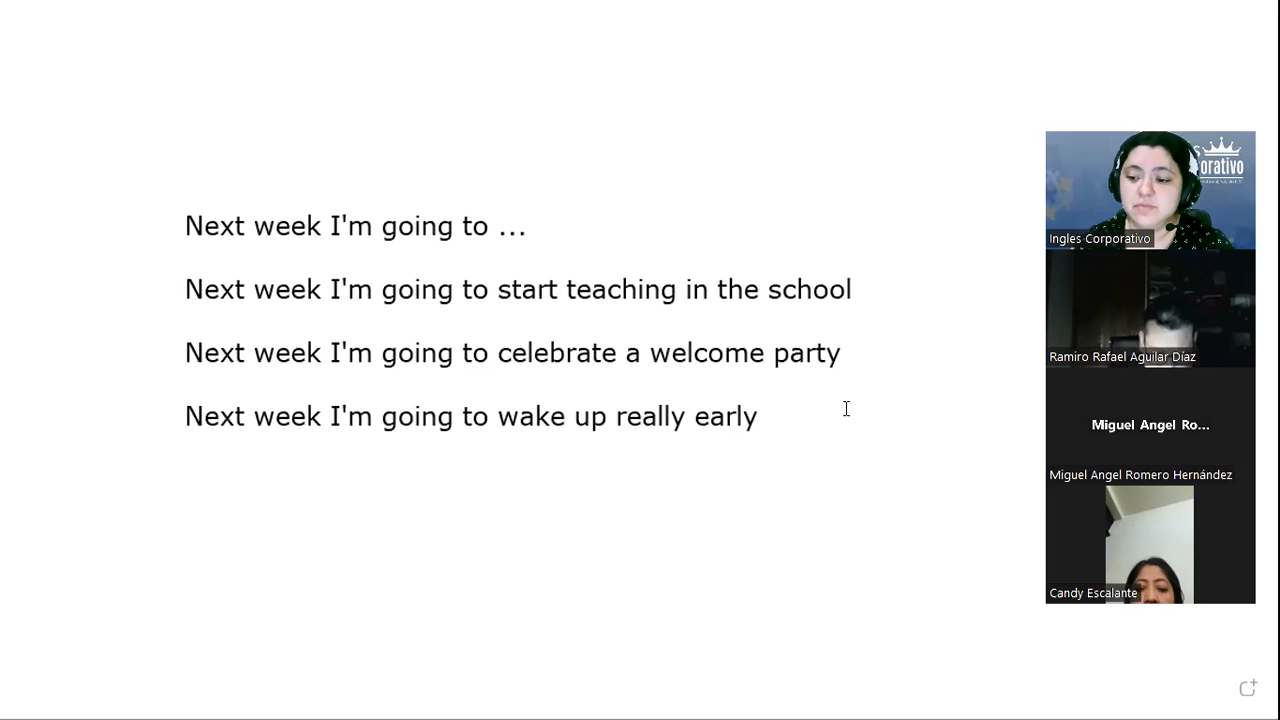 Next week I'm going to ...
Next week I'm going to start teaching in the school
Next week I'm going to celebrate a welcome party
Next week I'm going to wake up really early
orativo
Ingles Corporativo
Ramiro Rafael Aguilar Díaz
Miguel Angel Ro...
Miguel Angel Romero Hernández
Candy Escalante